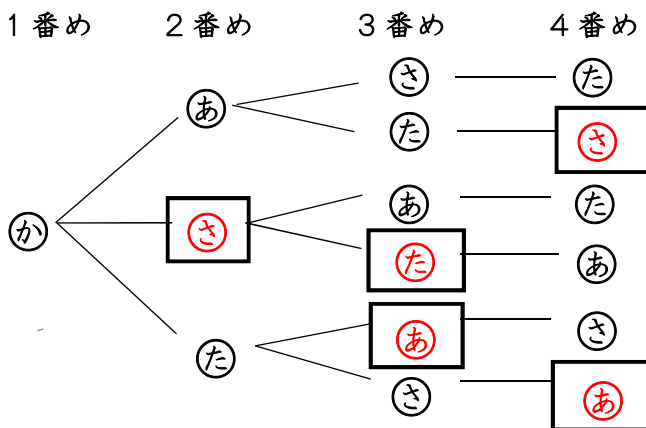 1番め 2番め 3番め 4番め
さ た
あ
た さ
あ た
か さ
た あ
あ さ
た
さ あ